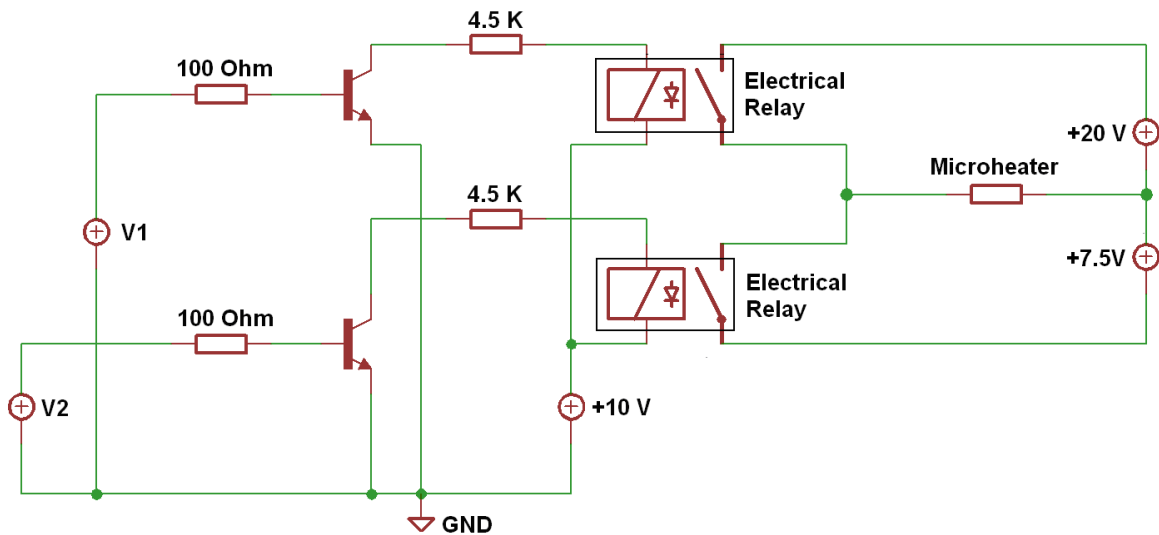 4.5 K
100 Ohm
Electrical
Relay
+20 V
Microheater
4.5 K
V1
+7.5V
Electrical
Relay
100 Ohm
V2
+10 V
GND